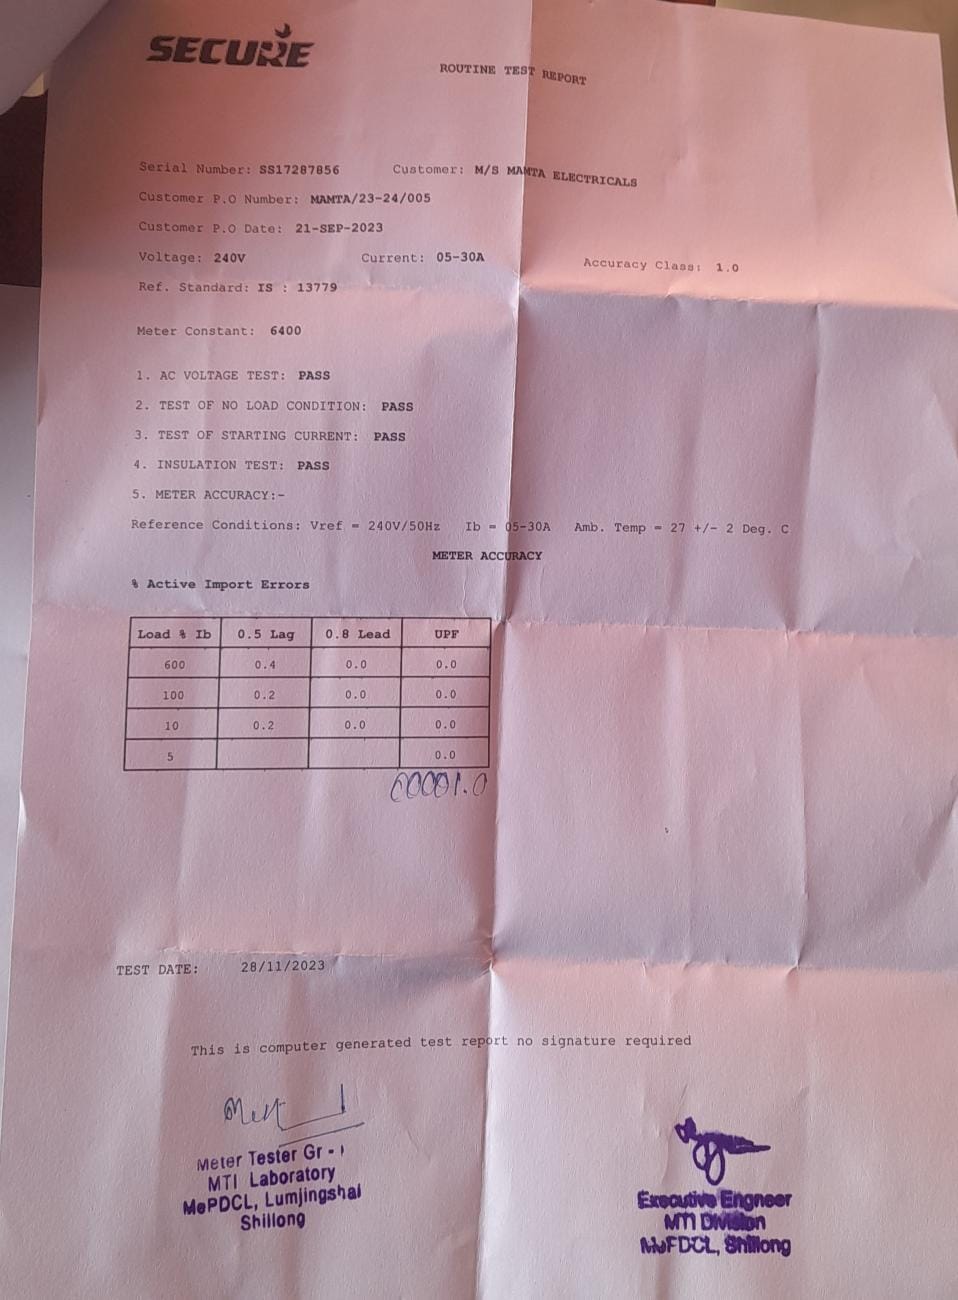 SECURE
ROUTINE TEST REPORT
Serial Number: SS17287856 Customer: M/S MAMTA ELECTRICALS
Customer P.O Number: MAMTA/23-24/005
Customer P.O Date: 21-SEP-2023
Voltage: 240V Current: 05-30A Accuracy Class: 1.0
Ref. Standard: IS : 13779
Meter Constant: 6400
1. AC VOLTAGE TEST: PASS
2. TEST OF NO LOAD CONDITION: PASS
3. TEST OF STARTING CURRENT: PASS
4. INSULATION TEST: PASS
5. METER ACCURACY:-
Reference Conditions: Vref = 240V/50Hz Ib = 05-30A Amb. Temp = 27 +/- 2 Deg. C
METER ACCURACY
% Active Import Errors
Load % Ib 0.5 Lag 0.8 Lead UPF
600 0.4 0.0 0.0
100 0.2 0.0 0.0
10 0.2 0.0 0.0
5 0.0
00001.0
TEST DATE: 28/11/2023
This is computer generated test report no signature required
Meter Tester Gr - I
MTI Laboratory
MePDCL, Lumjingshai
Shillong
Executive Engneer
MTI Division
MePDCL, Shillong